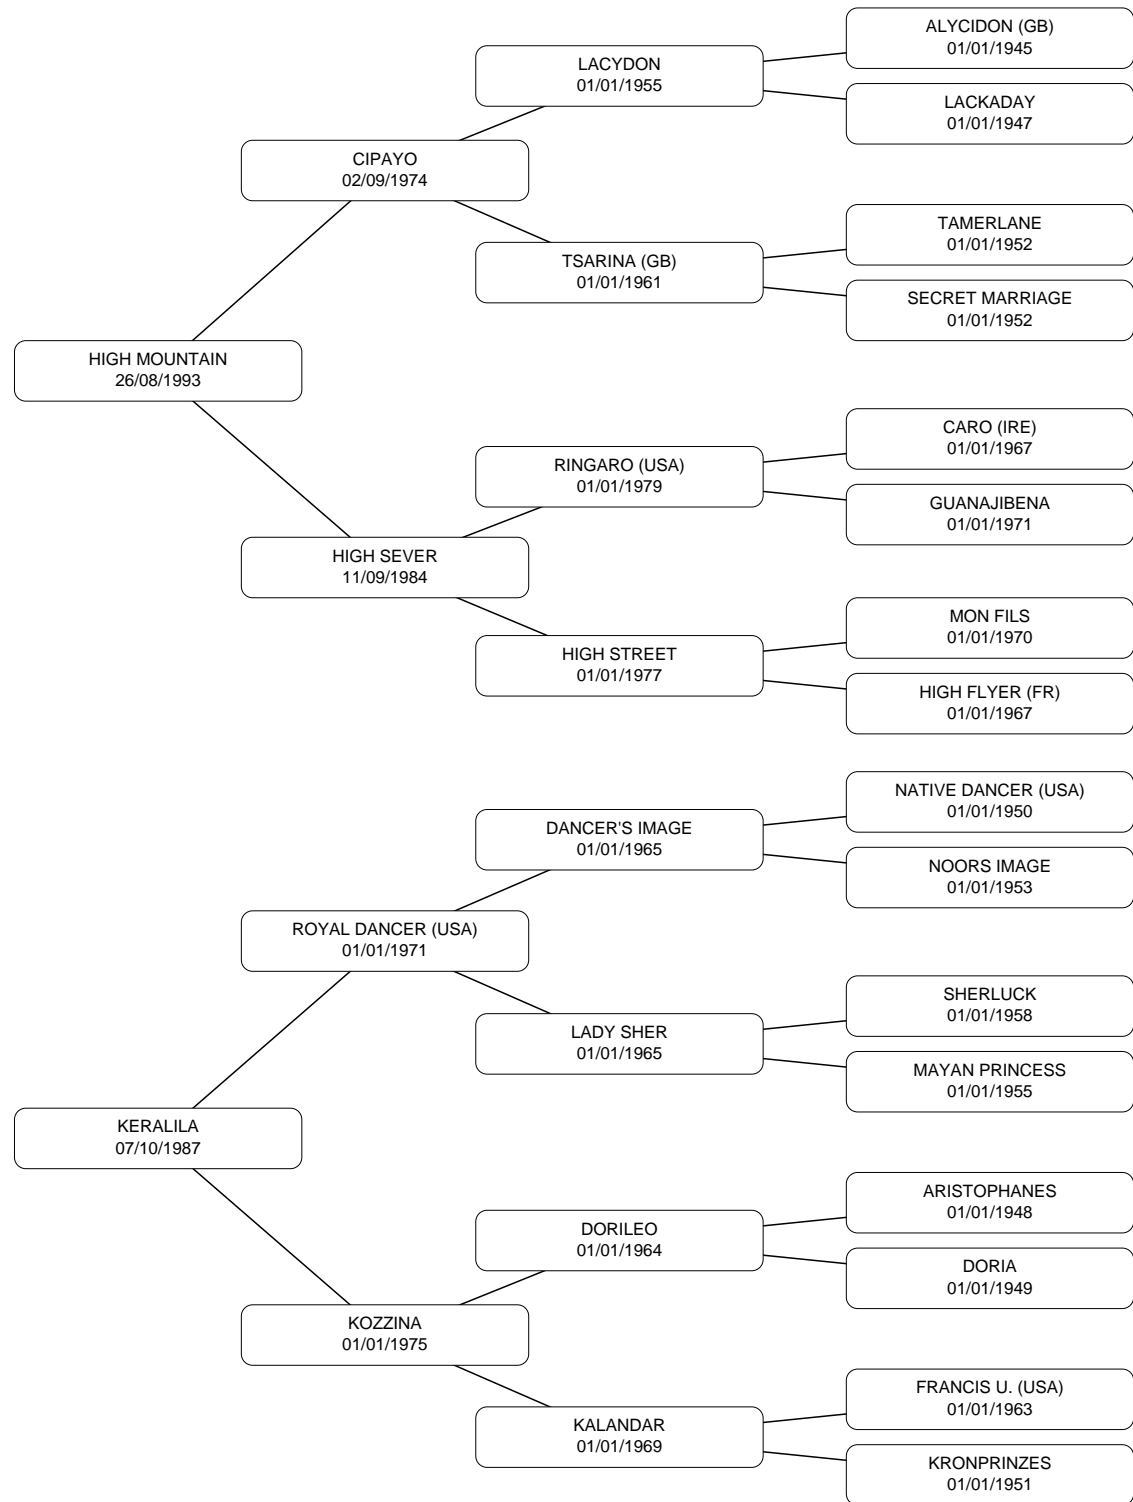 ALYCIDON (GB)
01/01/1945
LACYDON
01/01/1955
LACKADAY
01/01/1947
CIPAYO
02/09/1974
TAMERLANE
01/01/1952
TSARINA (GB)
01/01/1961
SECRET MARRIAGE
01/01/1952
HIGH MOUNTAIN
26/08/1993
CARO (IRE)
01/01/1967
RINGARO (USA)
01/01/1979
GUANAJIBENA
01/01/1971
HIGH SEVER
11/09/1984
MON FILS
01/01/1970
HIGH STREET
01/01/1977
HIGH FLYER (FR)
01/01/1967
NATIVE DANCER (USA)
01/01/1950
DANCER'S IMAGE
01/01/1965
NOORS IMAGE
01/01/1953
ROYAL DANCER (USA)
01/01/1971
SHERLUCK
01/01/1958
LADY SHER
01/01/1965
MAYAN PRINCESS
01/01/1955
KERALILA
07/10/1987
ARISTOPHANES
01/01/1948
DORILEO
01/01/1964
DORIA
01/01/1949
KOZZINA
01/01/1975
FRANCIS U. (USA)
01/01/1963
KALANDAR
01/01/1969
KRONPRINZES
01/01/1951